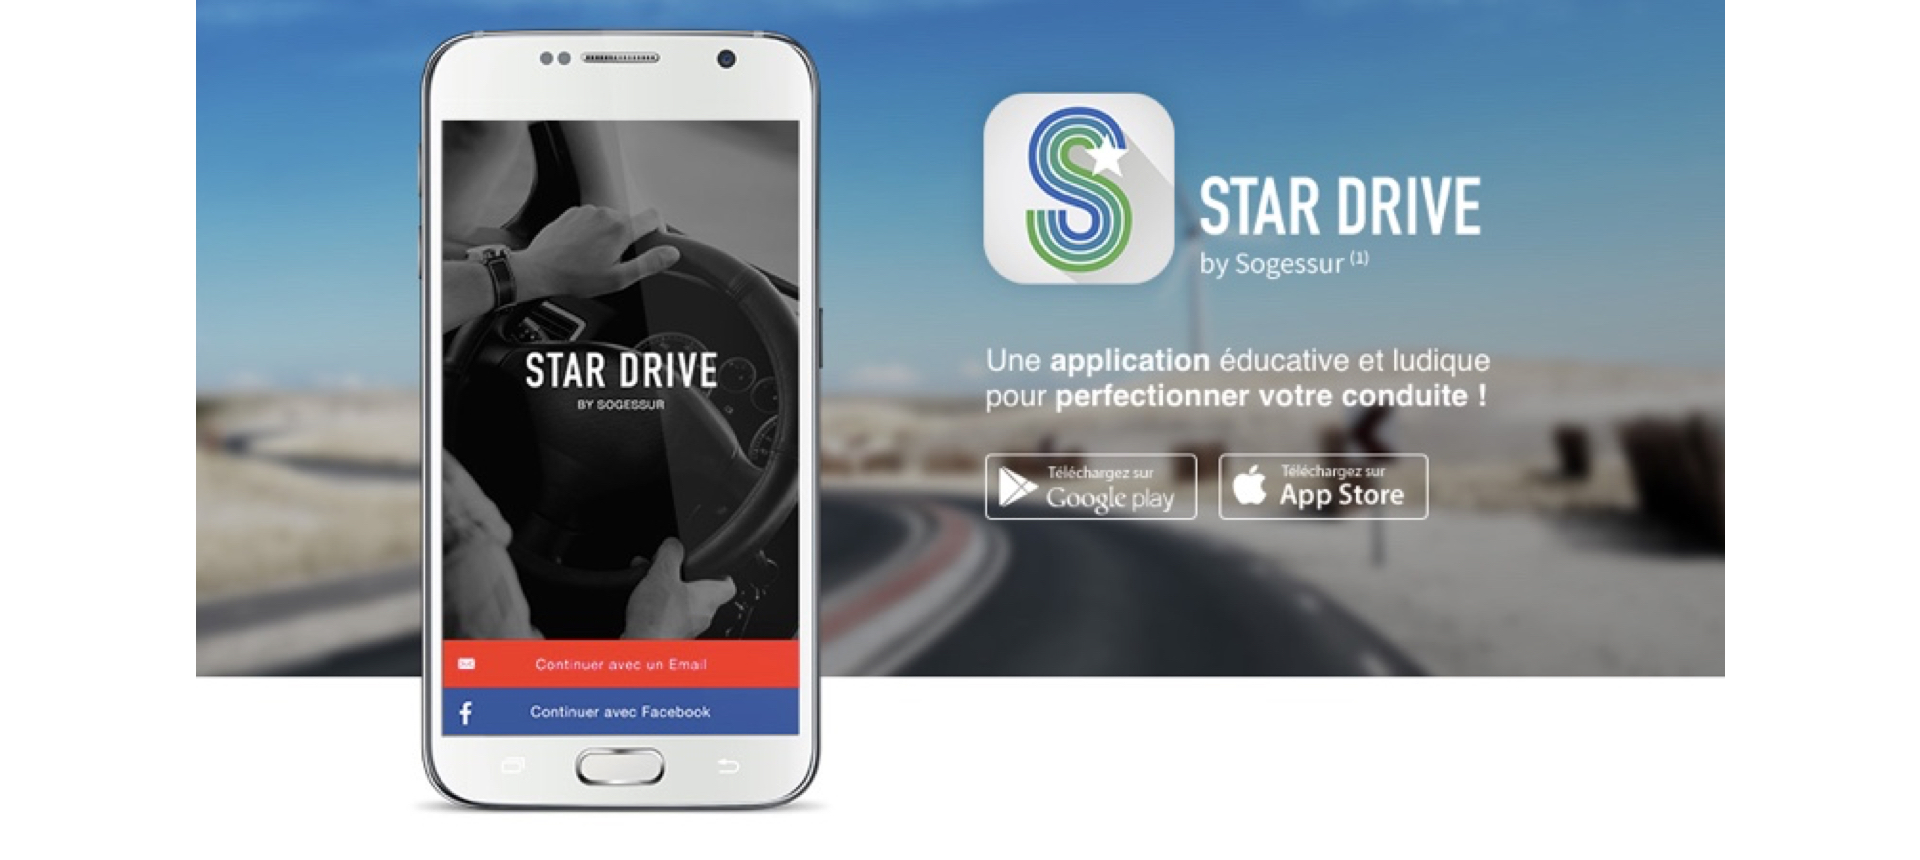 STAR DRIVE
BY SOGESSUR
Continuer avec un Email
Continuer avec Facebook
STAR DRIVE
by Sogessur (1)
Une application éducative et ludique
pour perfectionner votre conduite !
Téléchargez sur
Google play
Téléchargez sur
App Store